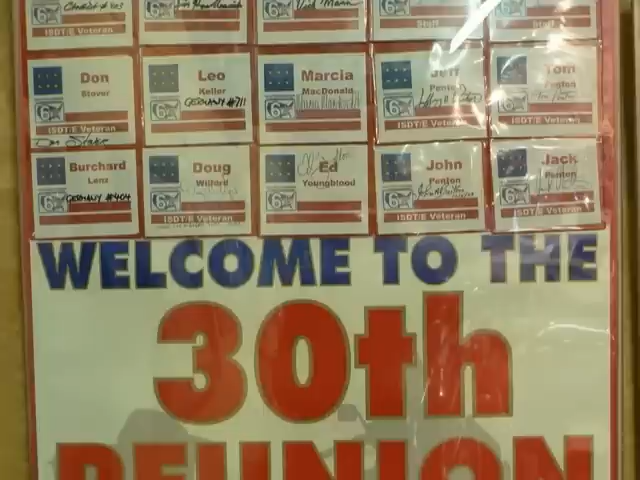 ISDT/E Veteran
Staff
Staff
Don
Stover
ISDT/E Veteran
Leo
Keller
GERMANY #711
Marcia
MacDonald
Jeff
Penton
ISDT/E Veteran
Tom
Penton
ISDT/E Veteran
Burchard
Lenz
GERMANY #404
Doug
Wilford
ISDT/E Veteran
Ed
Youngblood
John
Penton
ISDT/E Veteran
Jack
Penton
ISDT/E Veteran
WELCOME TO THE
30th
REUNION